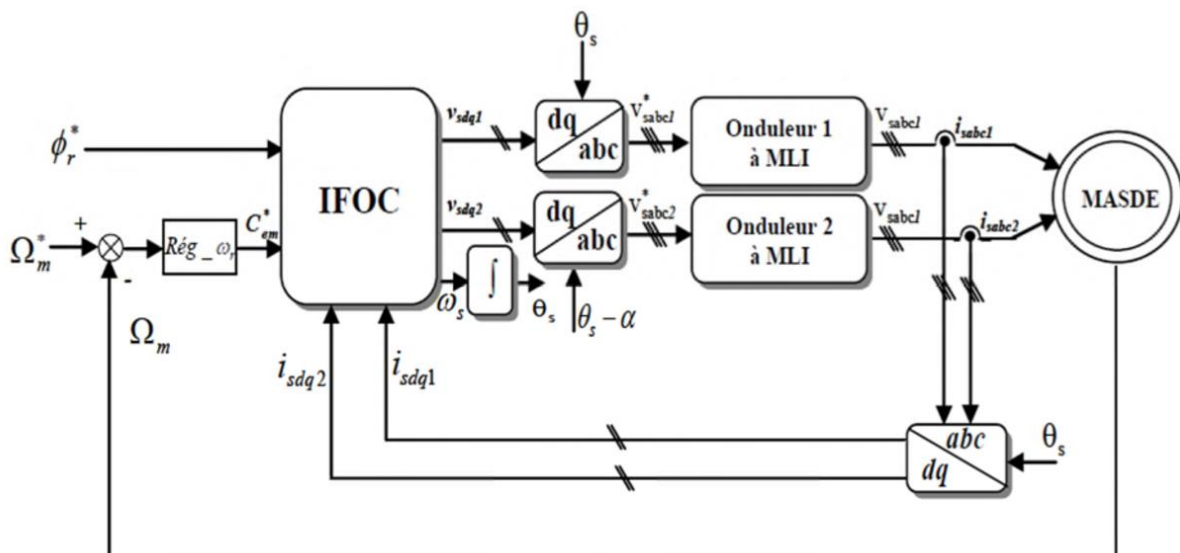 θs
ϕr*
IFOC
vsdq1
dq
abc
V*sabc1
Onduleur 1
à MLI
Vsabc1
isabc1
MASDE
+
Ωm*
-
Rég_ωr
C*em
vsdq2
dq
abc
V*sabc2
Onduleur 2
à MLI
Vsabc1
isabc2
ωs
∫
θs
θs-α
Ωm
isdq2
isdq1
abc
dq
θs